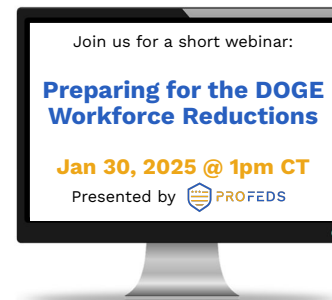 Join us for a short webinar:
Preparing for the DOGE
Workforce Reductions
Jan 30, 2025 @ 1pm CT
Presented by PROFEDS